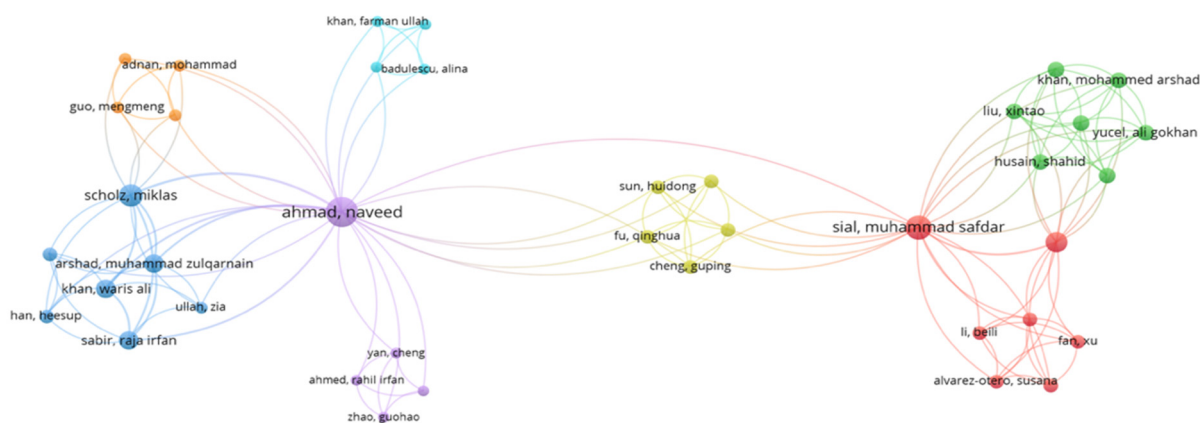 khan, farman ullah
badulescu, alina
adnan, mohammad
guo, mengmeng
scholz, miklas
ahmad, naveed
arshad, muhammad zulqarnain
khan, waris ali
ullah, zia
han, heesup
sabir, raja irfan
yan, cheng
ahmed, rahil irfan
zhao, guohao
sun, huidong
fu, qinghua
cheng, guping
sial, muhammad safdar
khan, mohammed arshad
liu, xintao
yucel, ali gokhan
husain, shahid
li, beili
fan, xu
alvarez-otero, susana